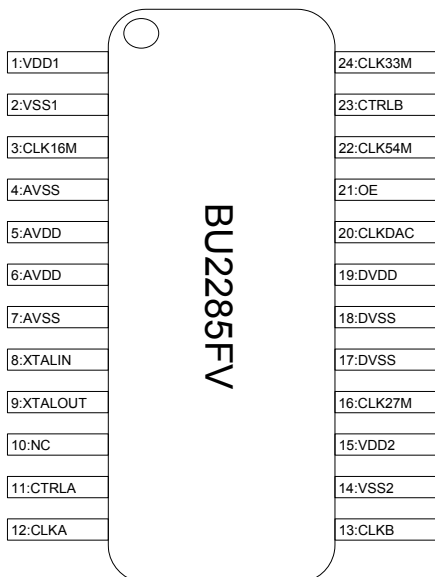 1:VDD1
2:VSS1
3:CLK16M
4:AVSS
5:AVDD
6:AVDD
7:AVSS
8:XTALIN
9:XTALOUT
10:NC
11:CTRLA
12:CLKA
BU2285FV
24:CLK33M
23:CTRLB
22:CLK54M
21:OE
20:CLKDAC
19:DVDD
18:DVSS
17:DVSS
16:CLK27M
15:VDD2
14:VSS2
13:CLKB